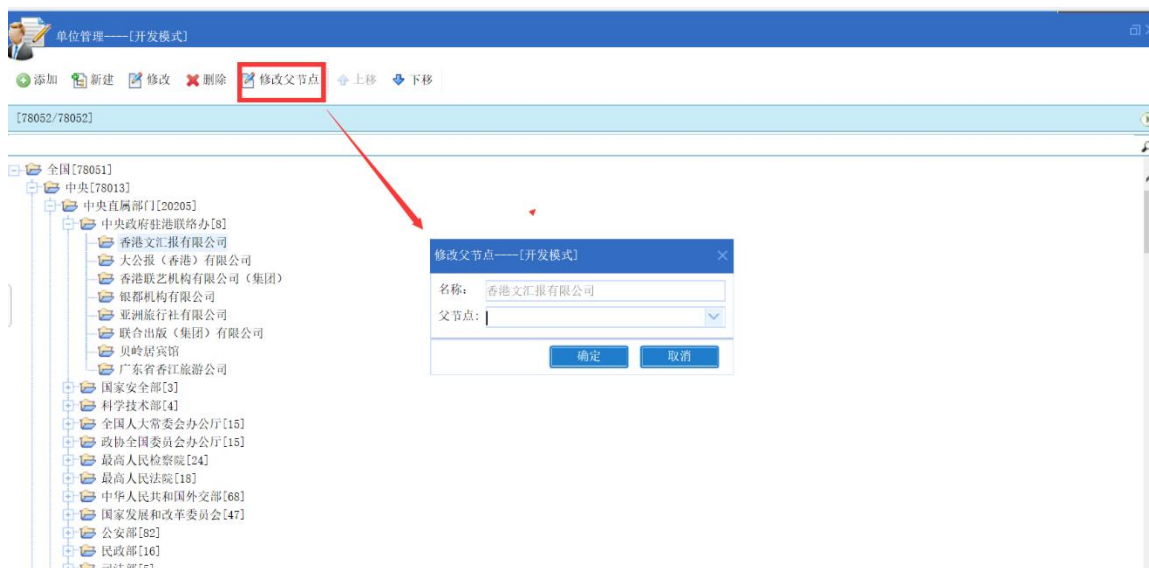 单位管理----[开发模式]
添加 新建 修改 删除 修改父节点 上移 下移
[78052/78052]
全国[78051]
中央[78013]
中央直属部门[20205]
中央政府驻港联络办[8]
香港文汇报有限公司
大公报（香港）有限公司
香港联艺机构有限公司（集团）
银都机构有限公司
亚洲旅行社有限公司
联合出版（集团）有限公司
贝岭居宾馆
广东省香江旅游公司
国家安全部[3]
科学技术部[4]
全国人大常委会办公厅[15]
政协全国委员会办公厅[15]
最高人民检察院[24]
最高人民法院[18]
中华人民共和国外交部[68]
国家发展和改革委员会[47]
公安部[82]
民政部[16]
司法部[5]
修改父节点----[开发模式]
名称: 香港文汇报有限公司
父节点:
确定 取消